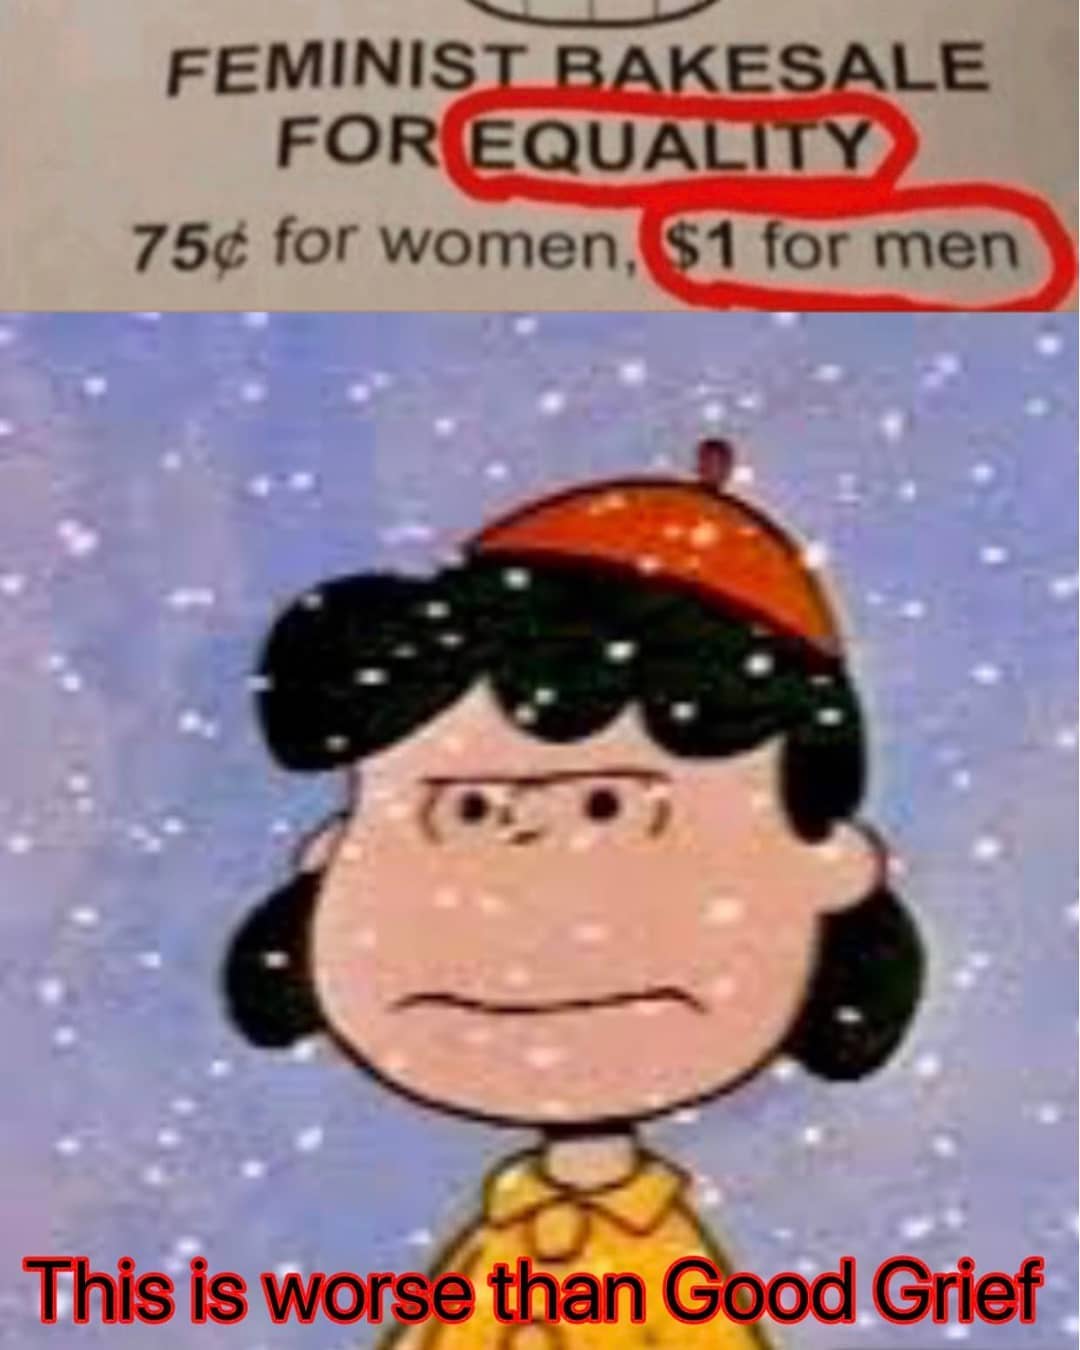 FEMINIST BAKESALE
FOR EQUALITY
75¢ for women, $1 for men
This is worse than Good Grief